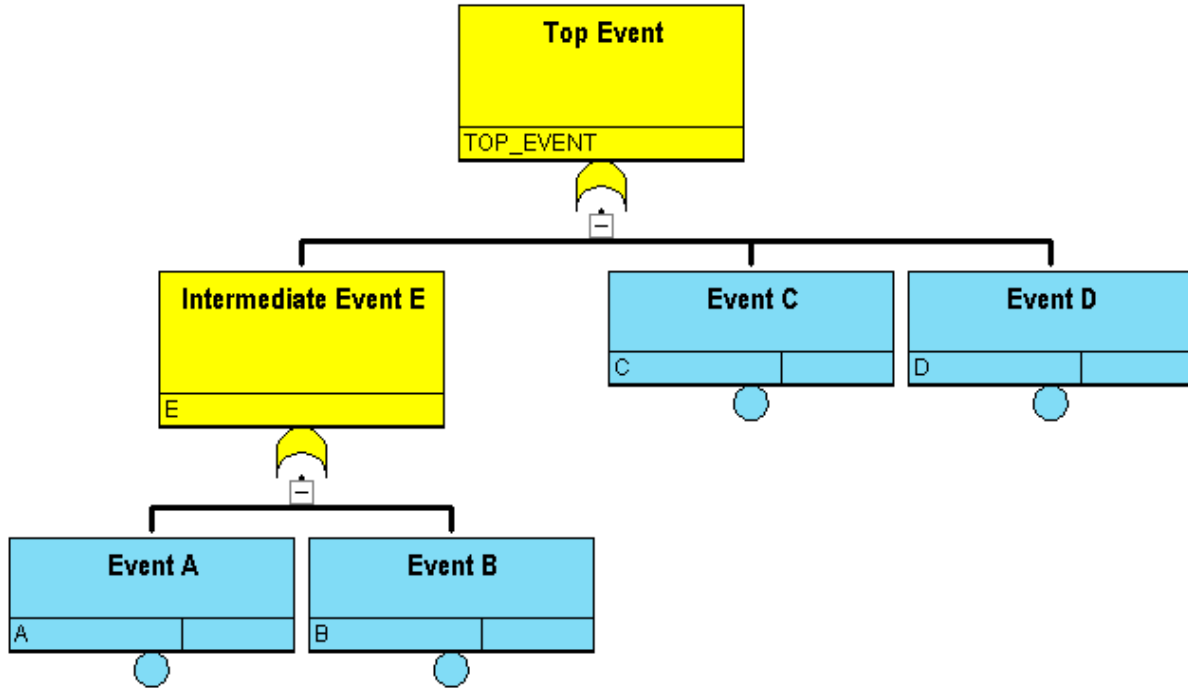 Top Event
TOP_EVENT
Intermediate Event E
E
Event C
C
Event D
D
Event A
A
Event B
B